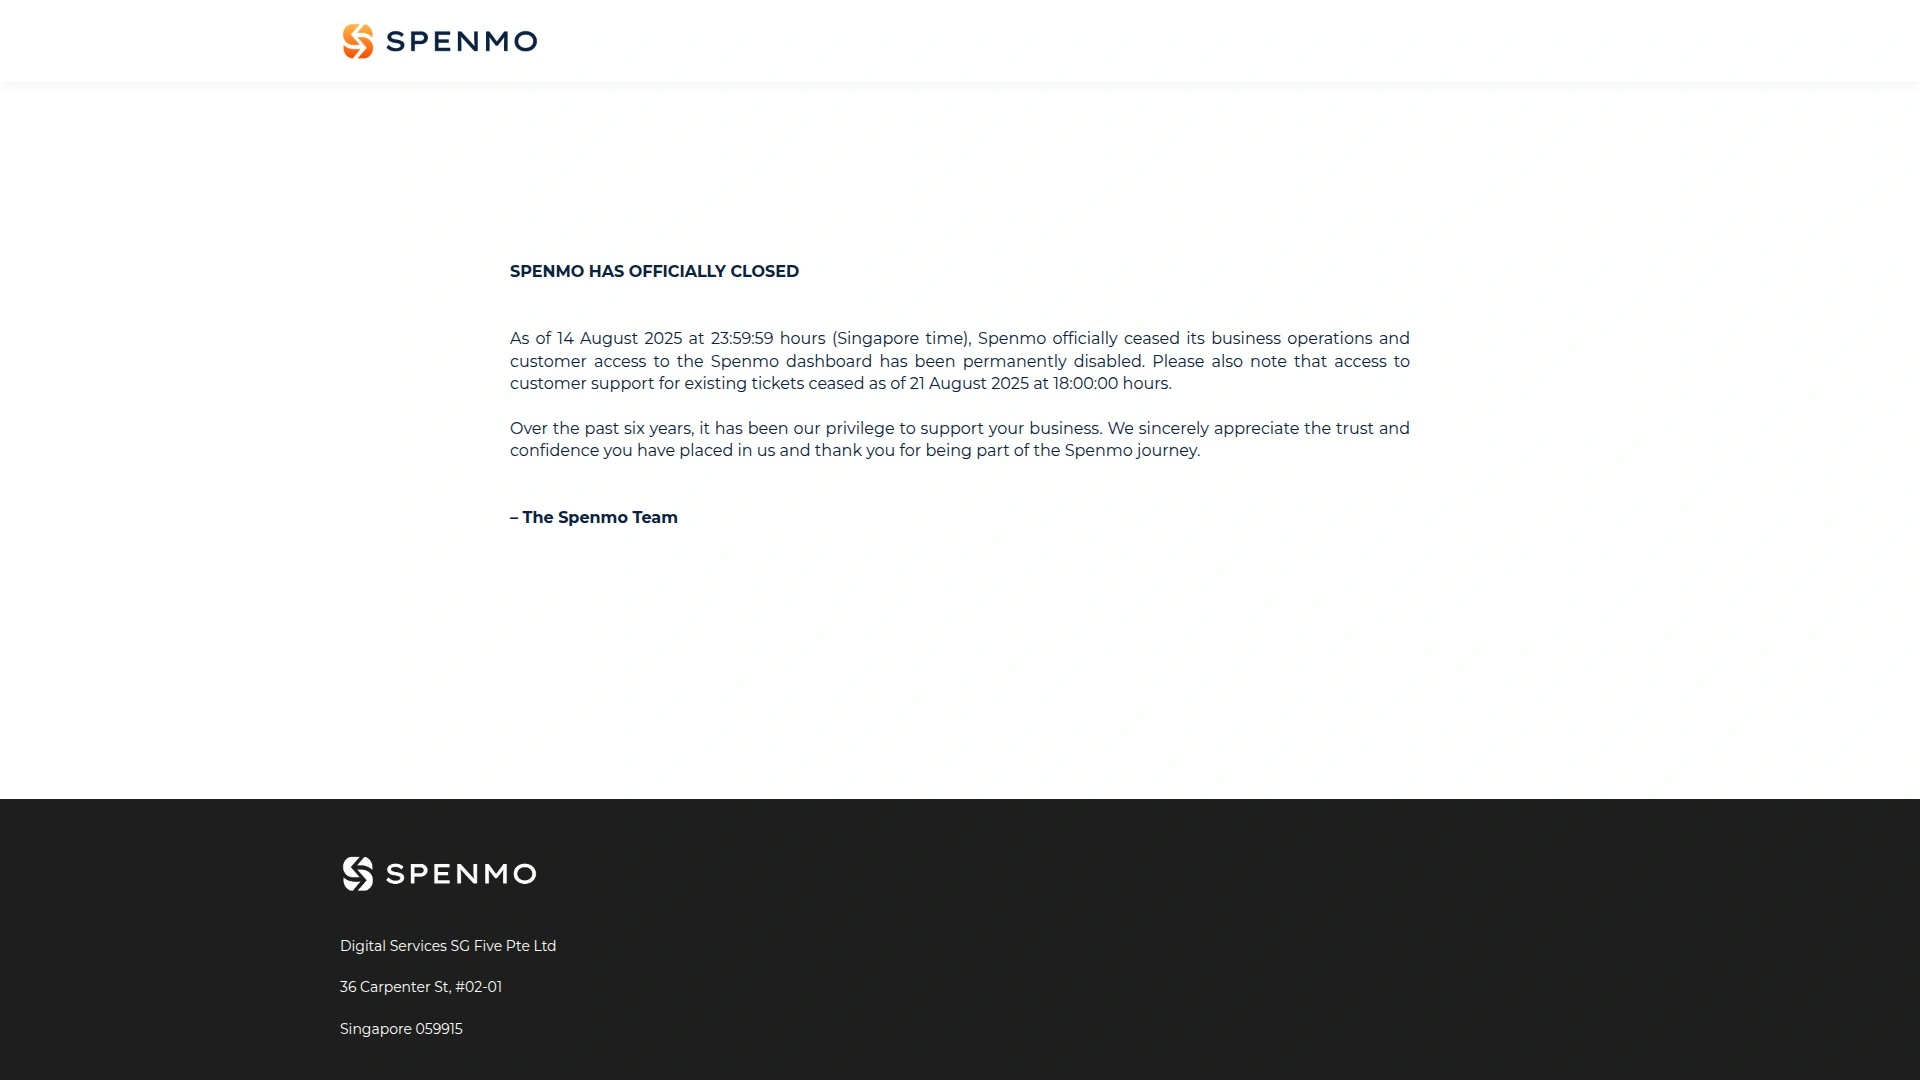 SPENMO
SPENMO HAS OFFICIALLY CLOSED
As of 14 August 2025 at 23:59:59 hours (Singapore time), Spenmo officially ceased its business operations and
customer access to the Spenmo dashboard has been permanently disabled. Please also note that access to
customer support for existing tickets ceased as of 21 August 2025 at 18:00:00 hours.
Over the past six years, it has been our privilege to support your business. We sincerely appreciate the trust and
confidence you have placed in us and thank you for being part of the Spenmo journey.
– The Spenmo Team
SPENMO
Digital Services SG Five Pte Ltd
36 Carpenter St, #02-01
Singapore 059915